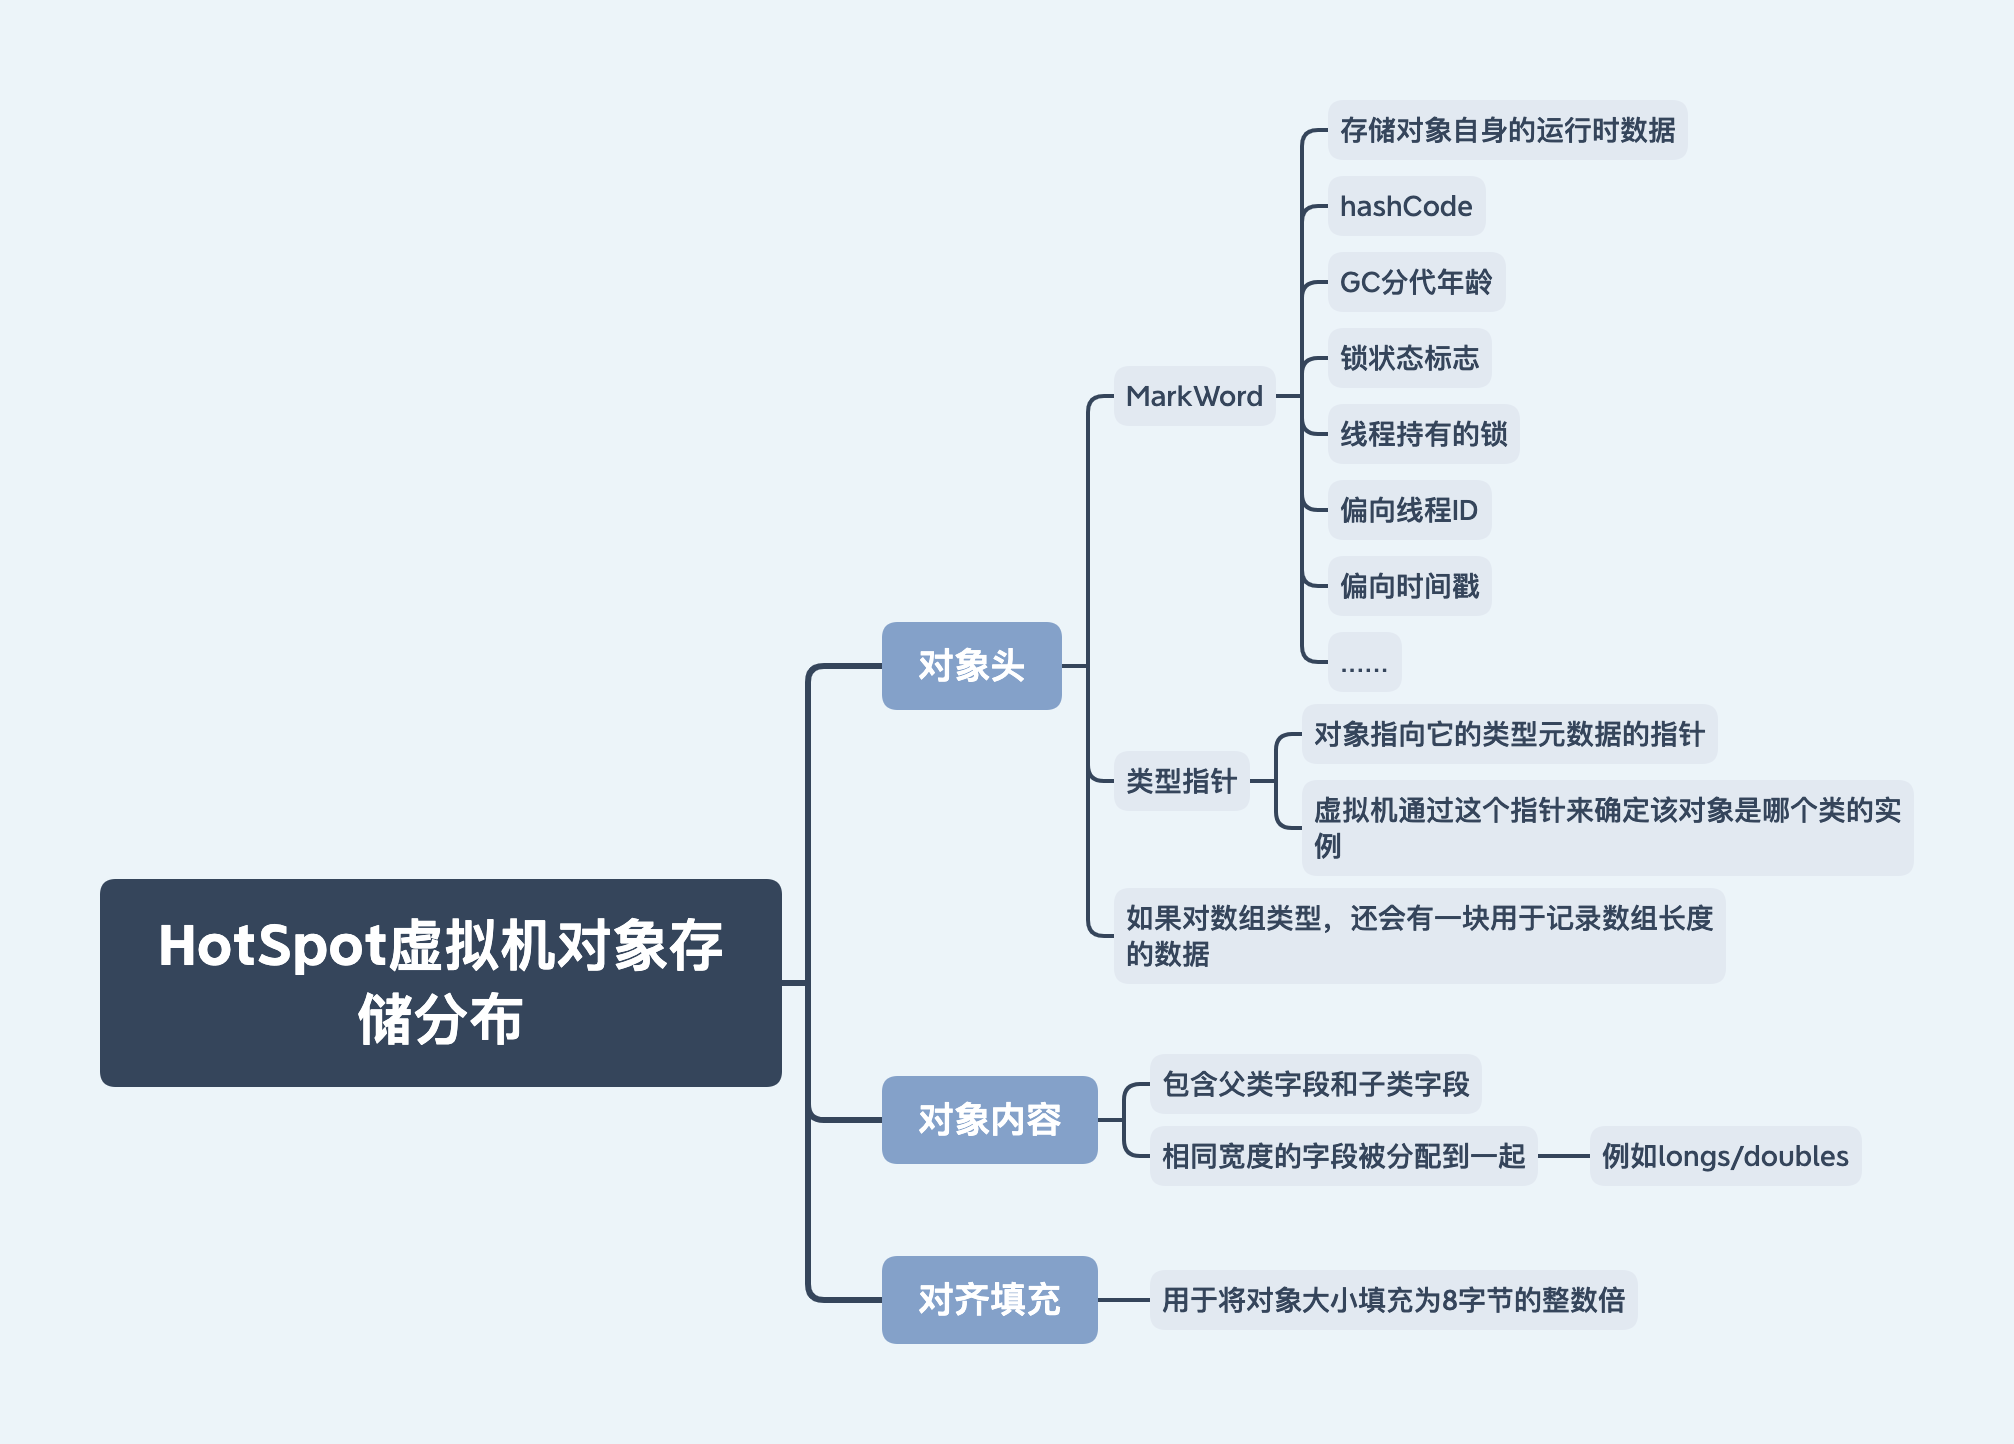 HotSpot虚拟机对象存
储分布
对象头
MarkWord
存储对象自身的运行时数据
hashCode
GC分代年龄
锁状态标志
线程持有的锁
偏向线程ID
偏向时间戳
......
类型指针
对象指向它的类型元数据的指针
虚拟机通过这个指针来确定该对象是哪个类的实
例
如果对数组类型，还会有一块用于记录数组长度
的数据
对象内容
包含父类字段和子类字段
相同宽度的字段被分配到一起
例如longs/doubles
对齐填充
用于将对象大小填充为8字节的整数倍